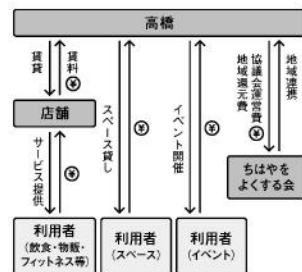 高橋
賃貸
賃料
¥
店舗
サービス提供
¥
スペース貸し
¥
イベント開催
¥
地域還元費
協議会運営費
¥
地域連携
ちはやを
よくする会
利用者
(飲食・物販・
フィットネス等)
利用者
(スペース)
利用者
(イベント)